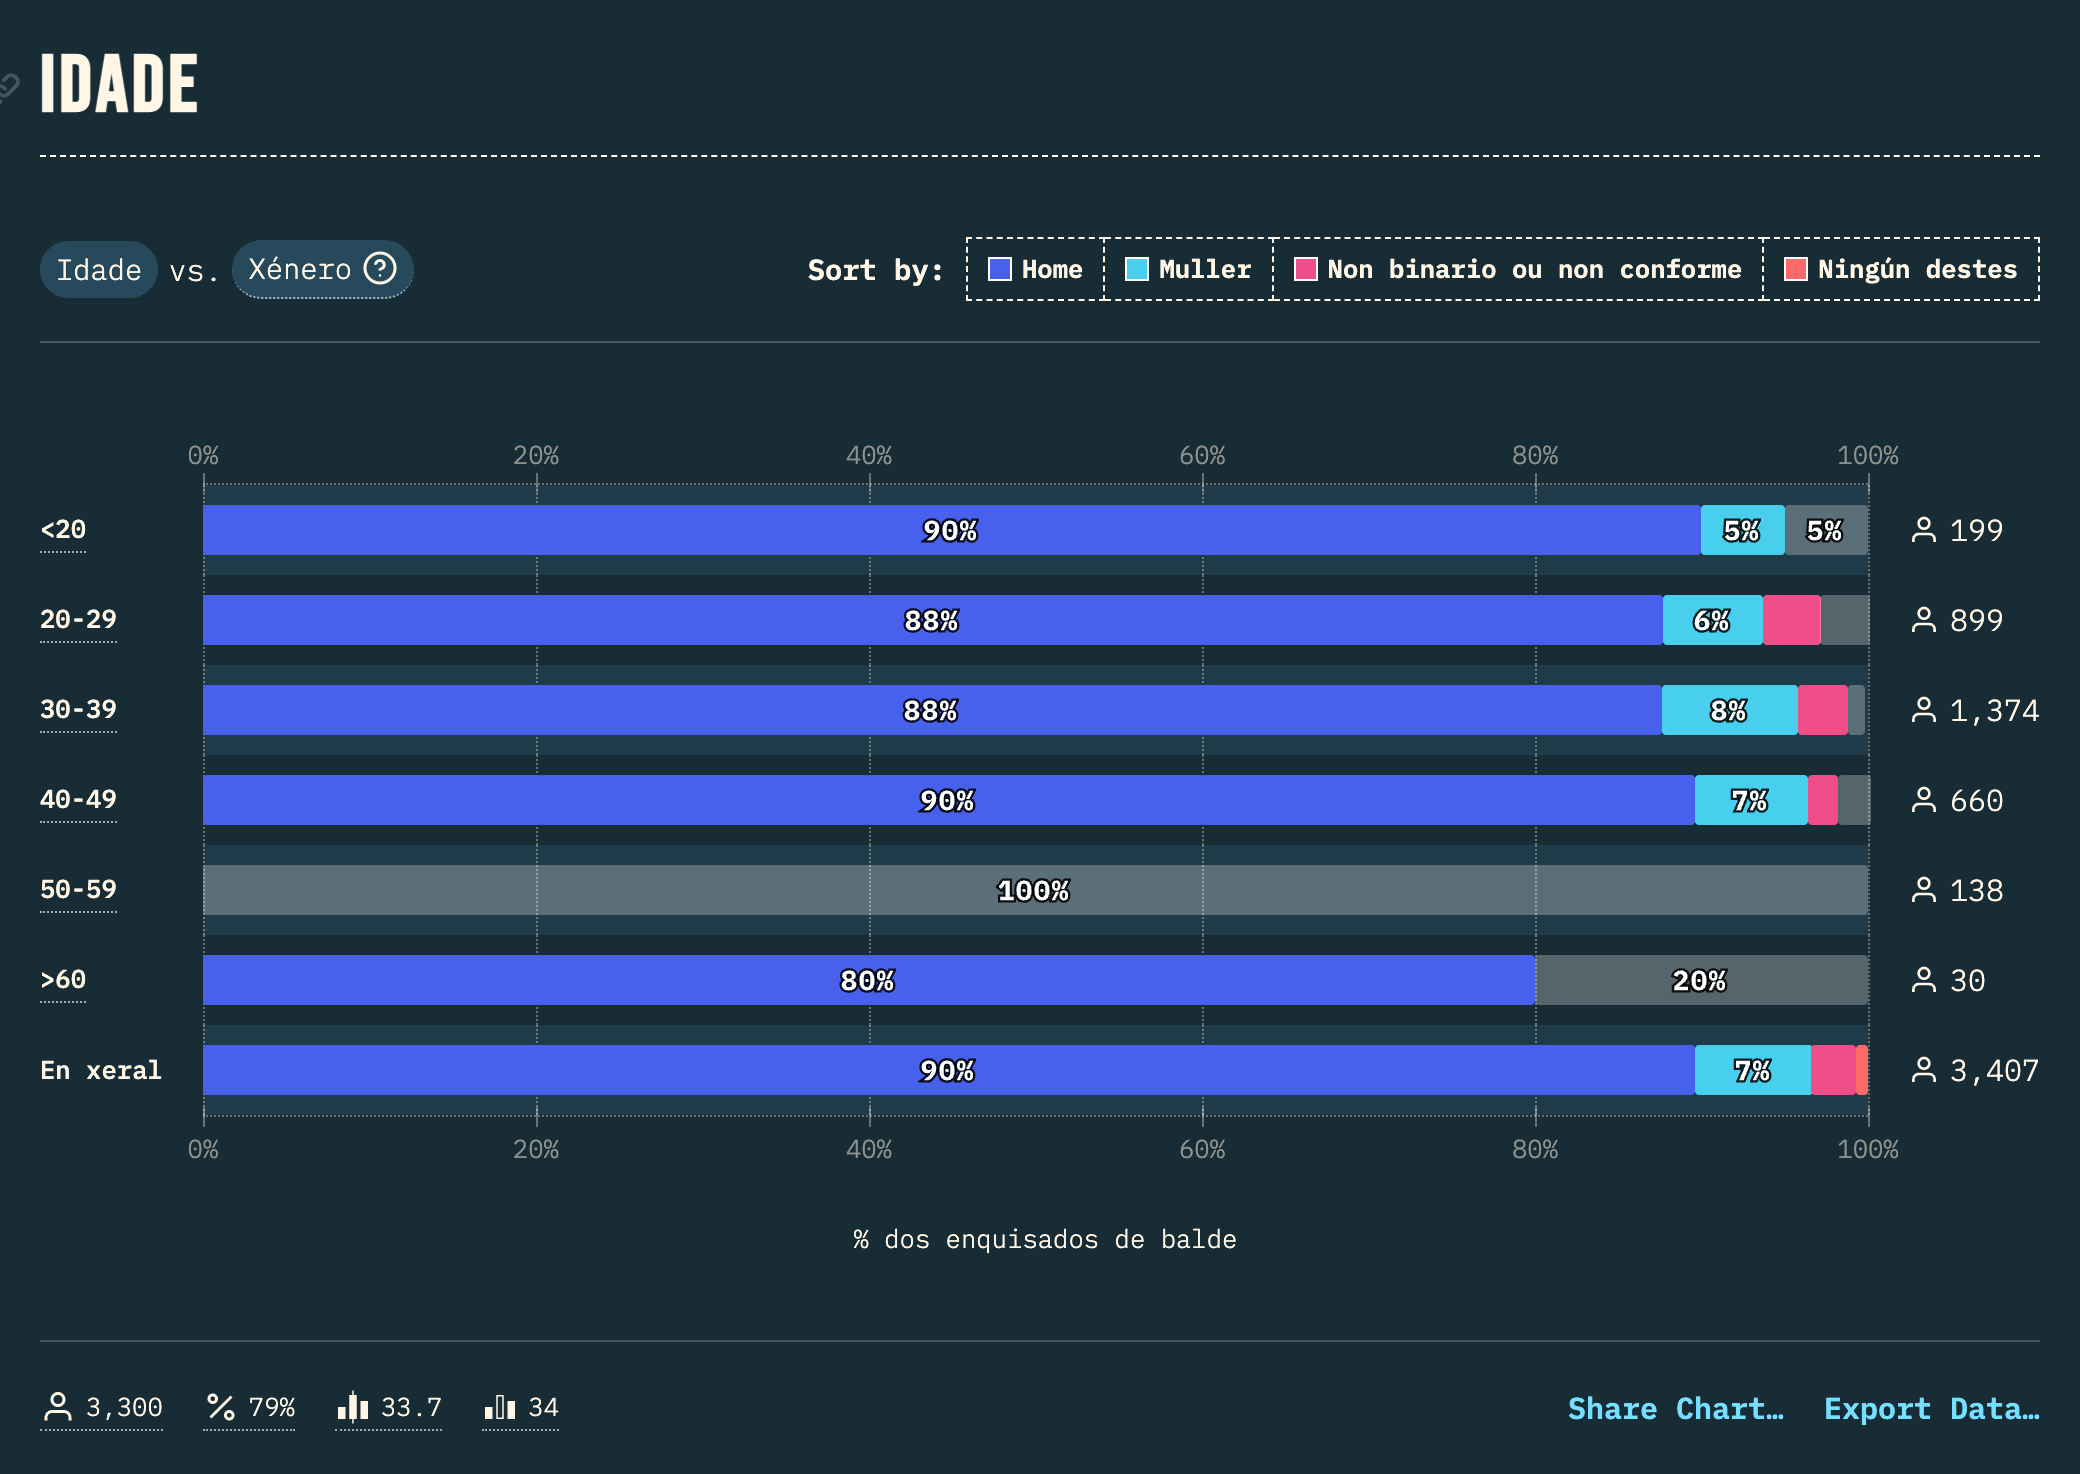 IDADE
Idade vs. Xénero ?
Sort by: Home Muller Non binario ou non conforme Ningún destes
0% 20% 40% 60% 80% 100%
<20 90% 5% 5% 199
20-29 88% 6% 899
30-39 88% 8% 1,374
40-49 90% 7% 660
50-59 100% 138
>60 80% 20% 30
En xeral 90% 7% 3,407
0% 20% 40% 60% 80% 100%
% dos enquisados de balde
3,300 % 79% 33.7 34 Share Chart… Export Data…